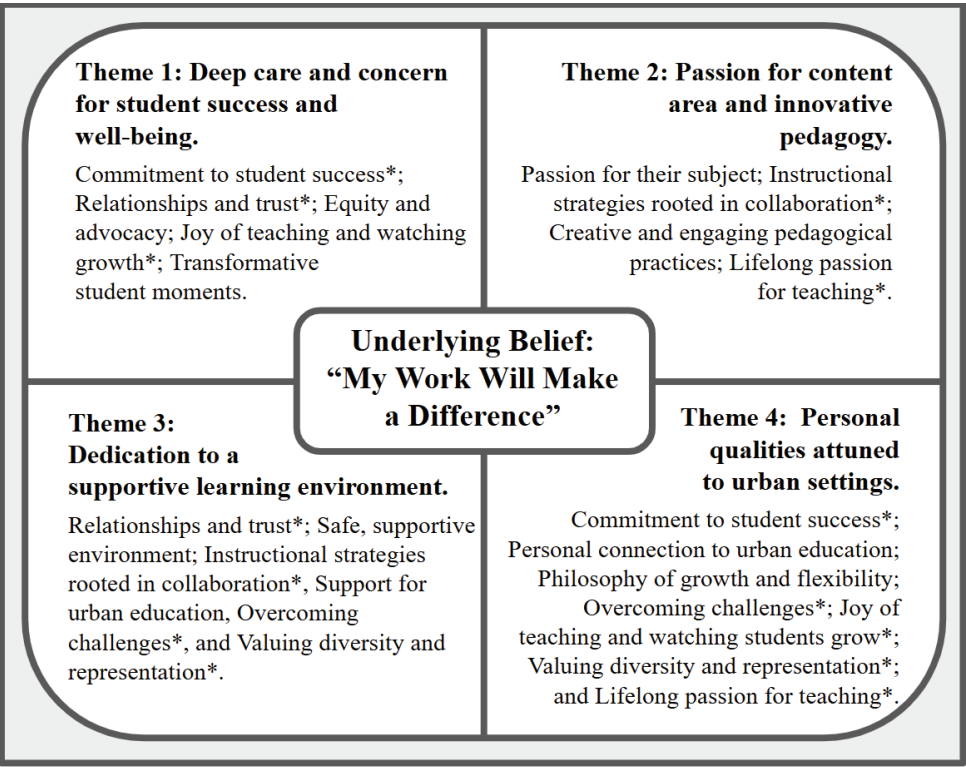 Theme 1: Deep care and concern
for student success and
well-being.
Commitment to student success*;
Relationships and trust*; Equity and
advocacy; Joy of teaching and watching
growth*; Transformative
student moments.
Theme 2: Passion for content
area and innovative
pedagogy.
Passion for their subject; Instructional
strategies rooted in collaboration*;
Creative and engaging pedagogical
practices; Lifelong passion
for teaching*.
Underlying Belief:
“My Work Will Make
a Difference”
Theme 3:
Dedication to a
supportive learning environment.
Relationships and trust*; Safe, supportive
environment; Instructional strategies
rooted in collaboration*, Support for
urban education, Overcoming
challenges*, and Valuing diversity and
representation*.
Theme 4:  Personal
qualities attuned
to urban settings.
Commitment to student success*;
Personal connection to urban education;
Philosophy of growth and flexibility;
Overcoming challenges*; Joy of
teaching and watching students grow*;
Valuing diversity and representation*;
and Lifelong passion for teaching*.